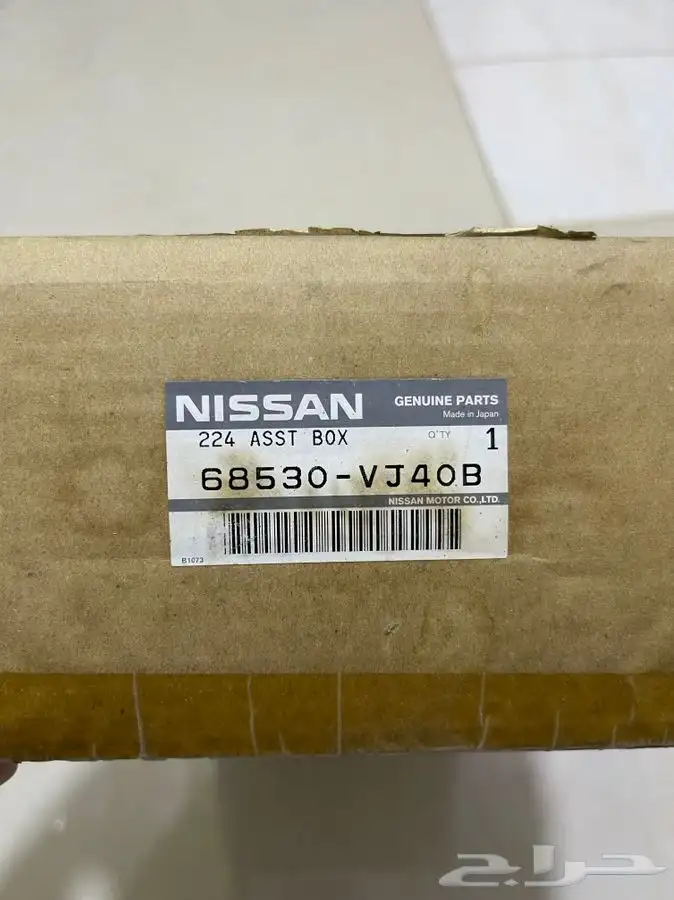 NISSAN GENUINE PARTS
Made in Japan
224 ASST BOX Q'TY 1
68530-VJ40B
NISSAN MOTOR CO.,LTD.
B1073
حراج